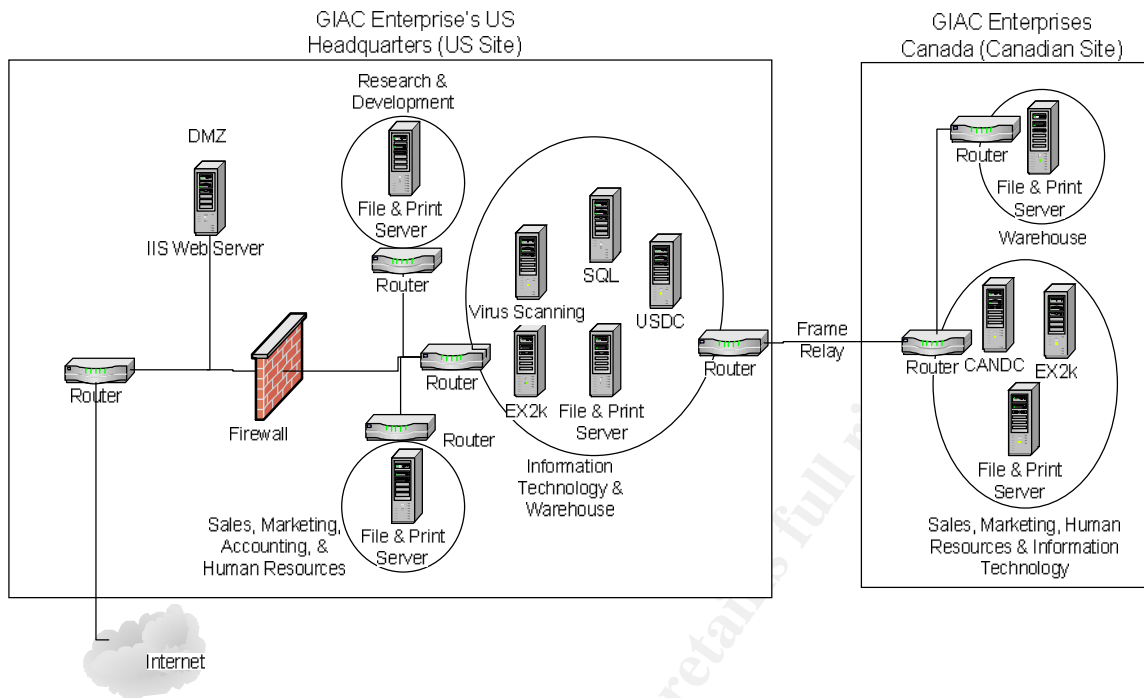 GIAC Enterprise's US
Headquarters (US Site)
GIAC Enterprises
Canada (Canadian Site)
Research &
Development
DMZ
IIS Web Server
File & Print
Server
Router
Router
File & Print
Server
Warehouse
SQL
Virus Scanning
USDC
Router
Firewall
Router
EX2k
File & Print
Server
Router
Frame
Relay
Router
CANDC
EX2k
Router
Information
Technology &
Warehouse
File & Print
Server
Sales, Marketing,
Accounting, &
Human Resources
File & Print
Server
Sales, Marketing, Human
Resources & Information
Technology
Internet
retains full